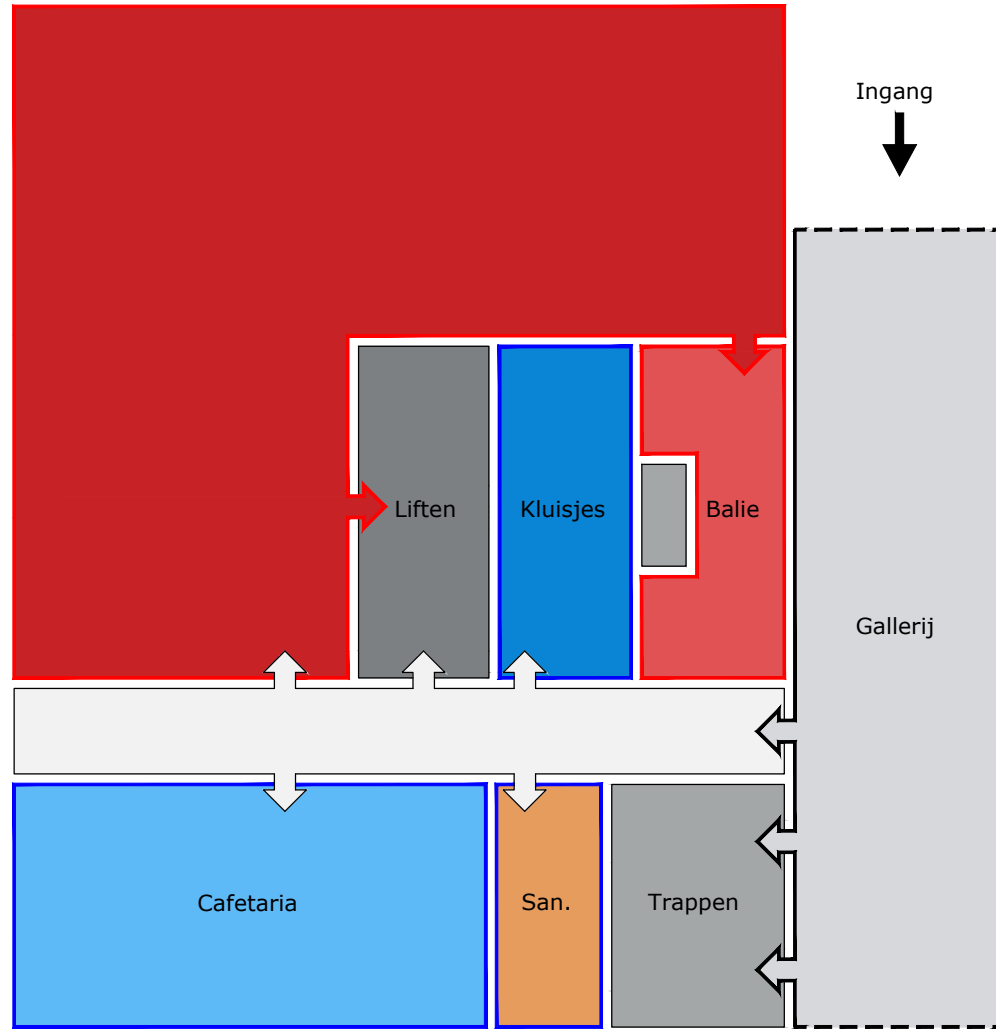 Ingang
Liften
Kluisjes
Balie
Gallerij
Cafetaria
San.
Trappen